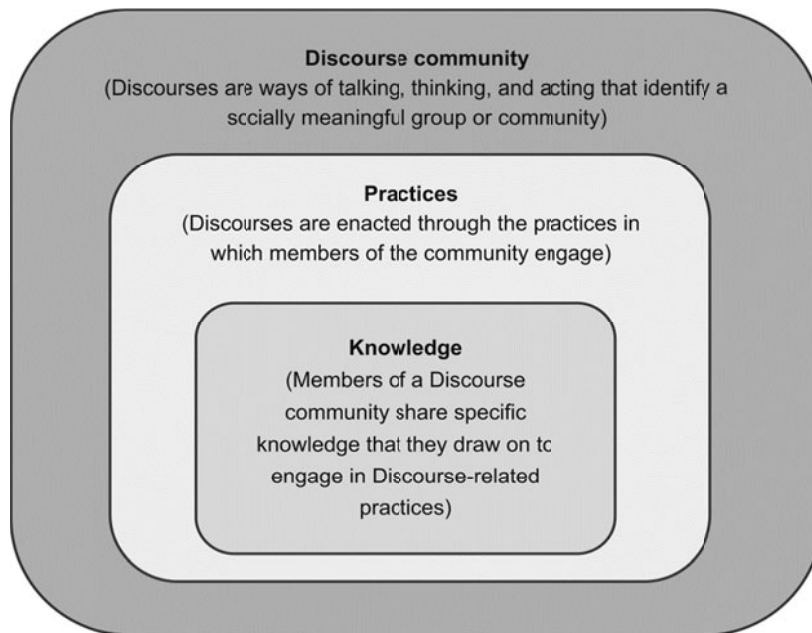 Discourse community
(Discourses are ways of talking, thinking, and acting that identify a
socially meaningful group or community)
Practices
(Discourses are enacted through the practices in
which members of the community engage)
Knowledge
(Members of a Discourse
community share specific
knowledge that they draw on to
engage in Discourse-related
practices)